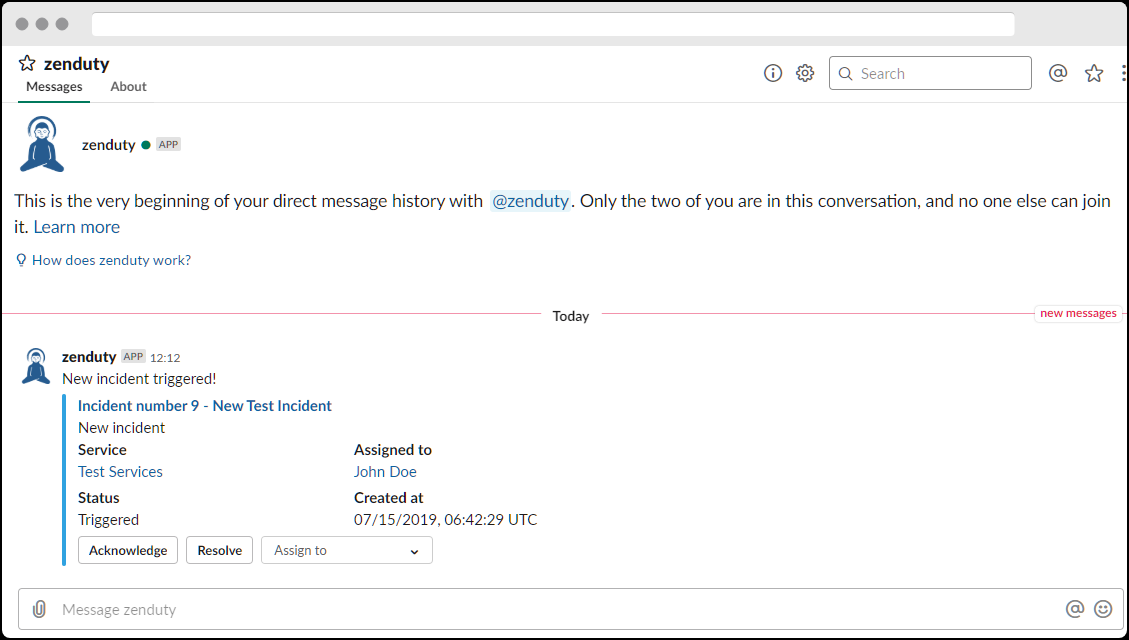 zenduty
Messages About
Search
zenduty APP
This is the very beginning of your direct message history with @zenduty. Only the two of you are in this conversation, and no one else can join
it. Learn more
How does zenduty work?
Today
new messages
zenduty APP 12:12
New incident triggered!
Incident number 9 - New Test Incident
New incident
Service Assigned to
Test Services John Doe
Status Created at
Triggered 07/15/2019, 06:42:29 UTC
Acknowledge Resolve Assign to
Message zenduty